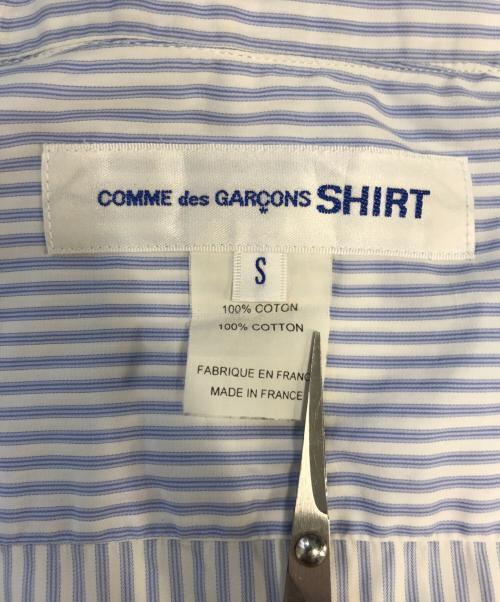 COMME des GARÇONS SHIRT
S
100% COTON
100% COTTON
FABRIQUE EN FRANC
MADE IN FRANCE